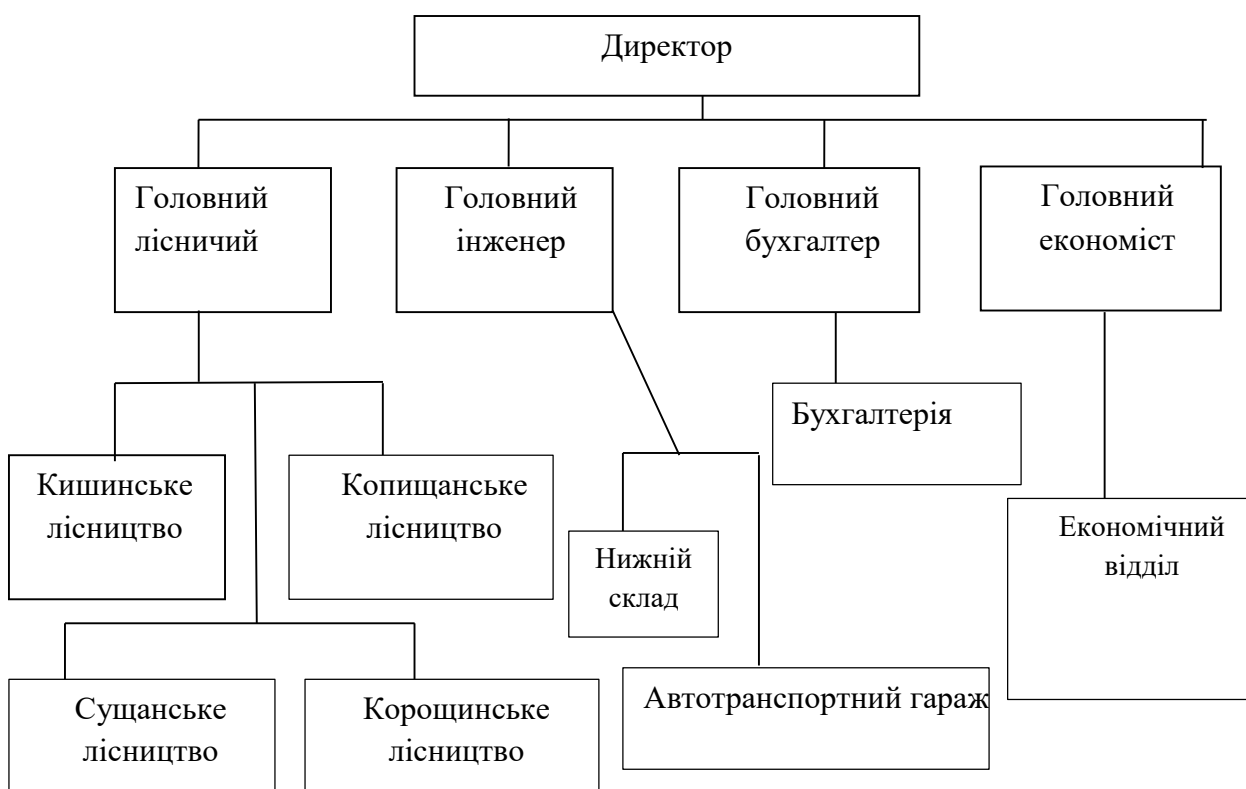 Директор
Головний
лісничий
Головний
інженер
Головний
бухгалтер
Головний
економіст
Бухгалтерія
Кишинське
лісництво
Копищанське
лісництво
Нижній
склад
Економічний
відділ
Сущанське
лісництво
Корощинське
лісництво
Автотранспортний гараж